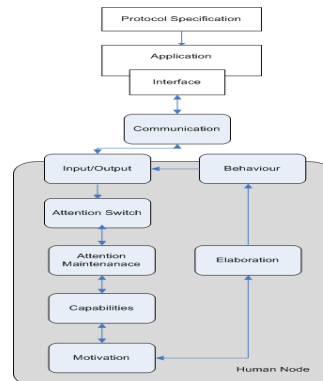 Protocol Specification
Application
Interface
Communication
Input/Output
Behaviour
Attention Switch
Attention
Maintenanace
Elaboration
Capabilities
Motivation
Human Node